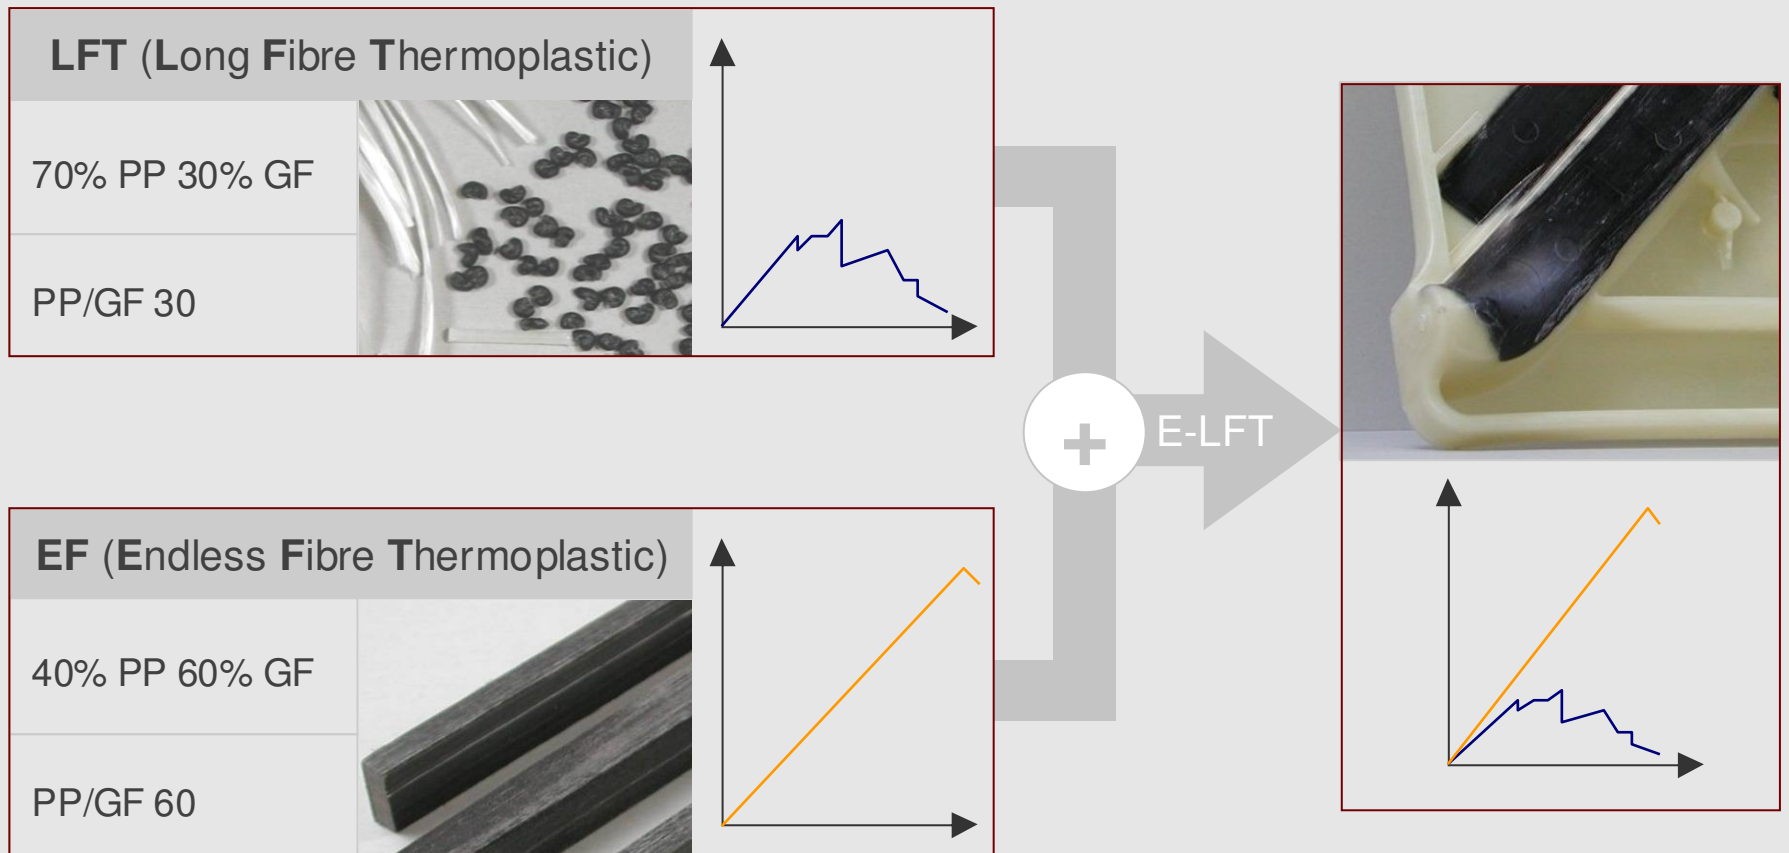 LFT (Long Fibre Thermoplastic)
70% PP 30% GF
PP/GF 30
+
E-LFT
EF (Endless Fibre Thermoplastic)
40% PP 60% GF
PP/GF 60